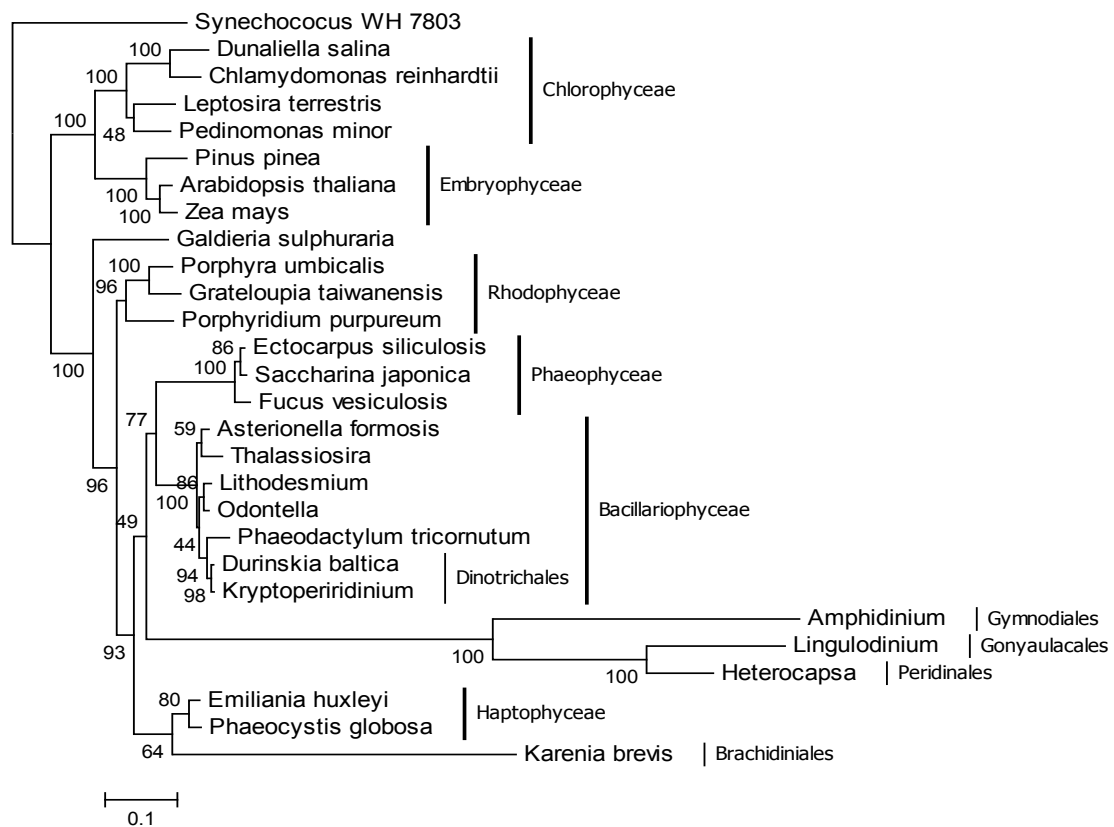 Synechococus WH 7803
100 Dunaliella salina
100 Chlamydomonas reinhardtii
Chlorophyceae
Leptosira terrestris
100
48 Pedinomonas minor
Pinus pinea
Arabidopsis thaliana Embryophyceae
100
100 Zea mays
Galdieria sulphuraria
100 Porphyra umbicalis
96 Grateloupia taiwanensis Rhodophyceae
Porphyridium purpureum
86 Ectocarpus siliculosis
100 Saccharina japonica Phaeophyceae
100
Fucus vesiculosis
77
59 Asterionella formosis
Thalassiosira
86 Lithodesmium
96
100 Odontella Bacillariophyceae
49
44 Phaeodactylum tricornutum
Durinskia baltica
94 Dinotrichales
98 Kryptoperiridinium
Amphidinium Gymnodiales
93 Lingulodinium Gonyaulacales
100
100 Heterocapsa Peridinales
80 Emiliania huxleyi
Haptophyceae
Phaeocystis globosa
64 Karenia brevis Brachidiniales
0.1